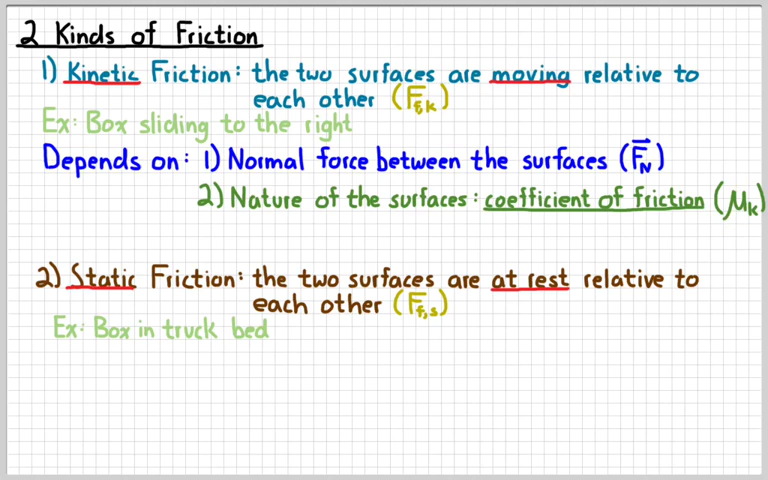 2 Kinds of Friction
1) Kinetic Friction: the two surfaces are moving relative to
each other (F_f,k)
Ex: Box sliding to the right
Depends on: 1) Normal force between the surfaces (F⃗_N)
2) Nature of the surfaces: coefficient of friction (μ_k)
2) Static Friction: the two surfaces are at rest relative to
each other (F_f,s)
Ex: Box in truck bed